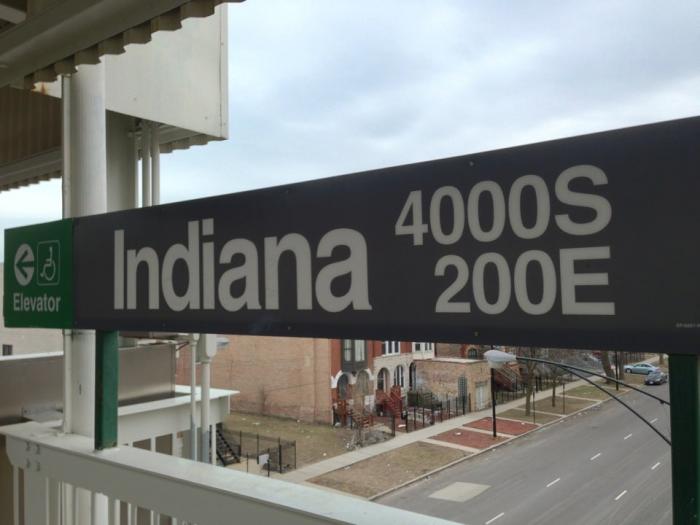 Elevator
Indiana
4000S
200E